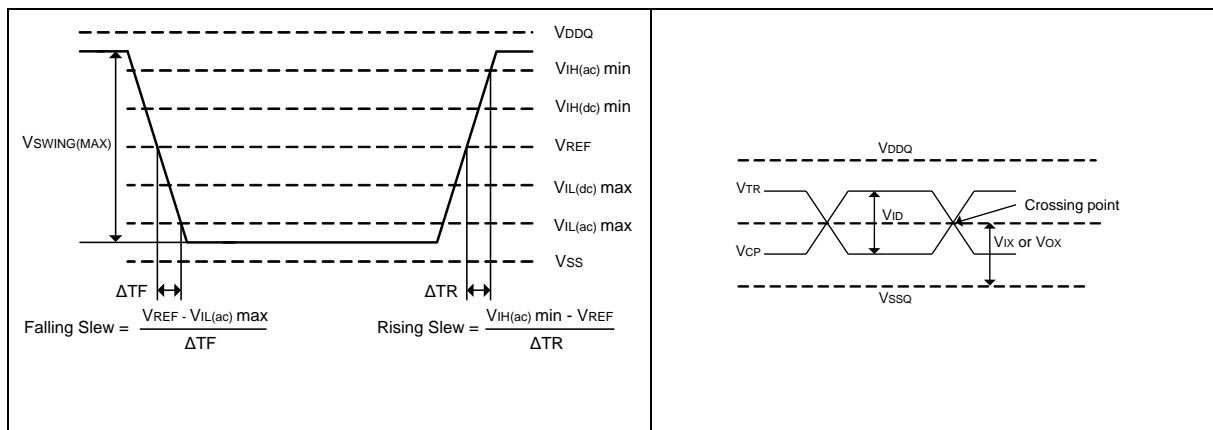 VDDQ
VIH(ac) min
VIH(dc) min
VSWING(MAX)
VREF
VIL(dc) max
VIL(ac) max
VSS
ΔTF
ΔTR
Falling Slew = VREF - VIL(ac) max
ΔTF
Rising Slew = VIH(ac) min - VREF
ΔTR
VDDQ
VTR
VID
Crossing point
VCP
VIX or VOX
VSSQ